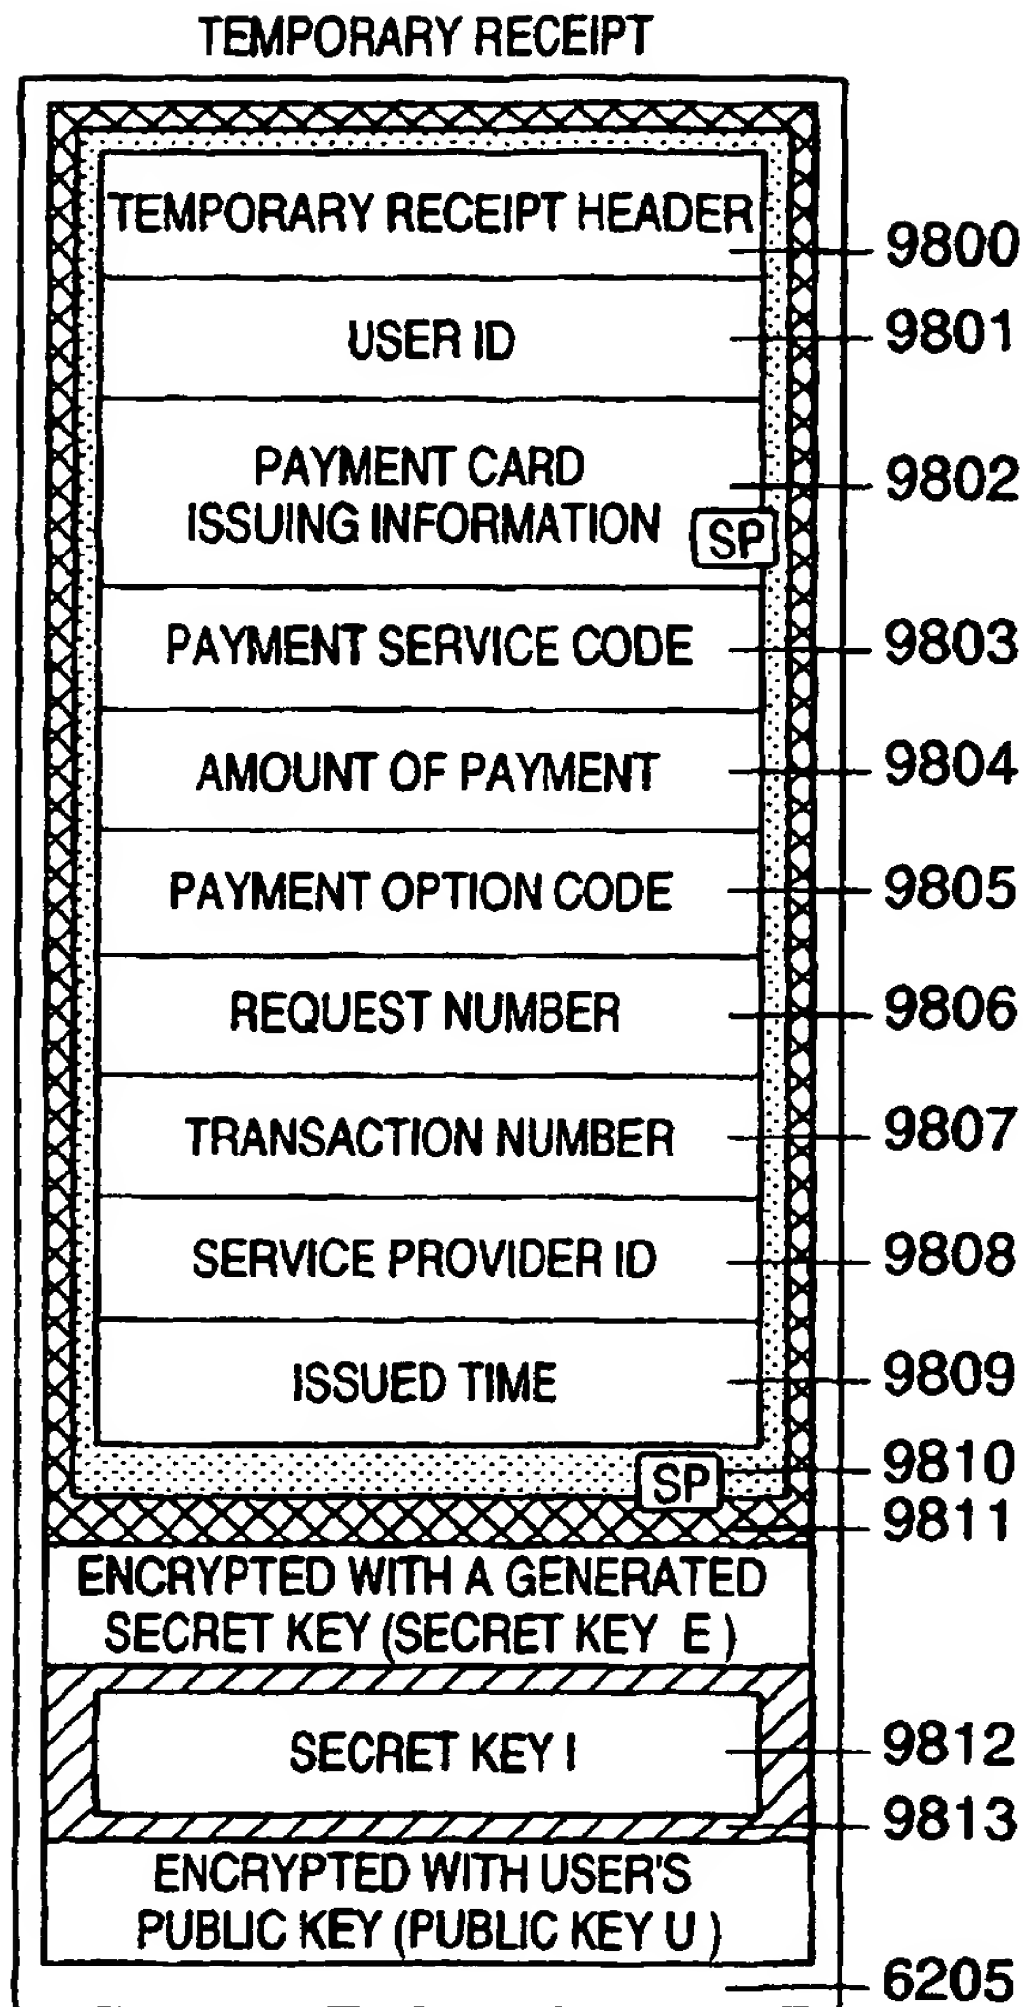 TEMPORARY RECEIPT
TEMPORARY RECEIPT HEADER
9800
USER ID
9801
PAYMENT CARD
9802
ISSUING INFORMATION
SP
PAYMENT SERVICE CODE
9803
AMOUNT OF PAYMENT
9804
PAYMENT OPTION CODE
9805
REQUEST NUMBER
9806
TRANSACTION NUMBER
9807
SERVICE PROVIDER ID
9808
ISSUED TIME
9809
SP
9810
9811
ENCRYPTED WITH A GENERATED
SECRET KEY (SECRET KEY E )
SECRET KEY I
9812
9813
ENCRYPTED WITH USER'S
PUBLIC KEY (PUBLIC KEY U )
6205